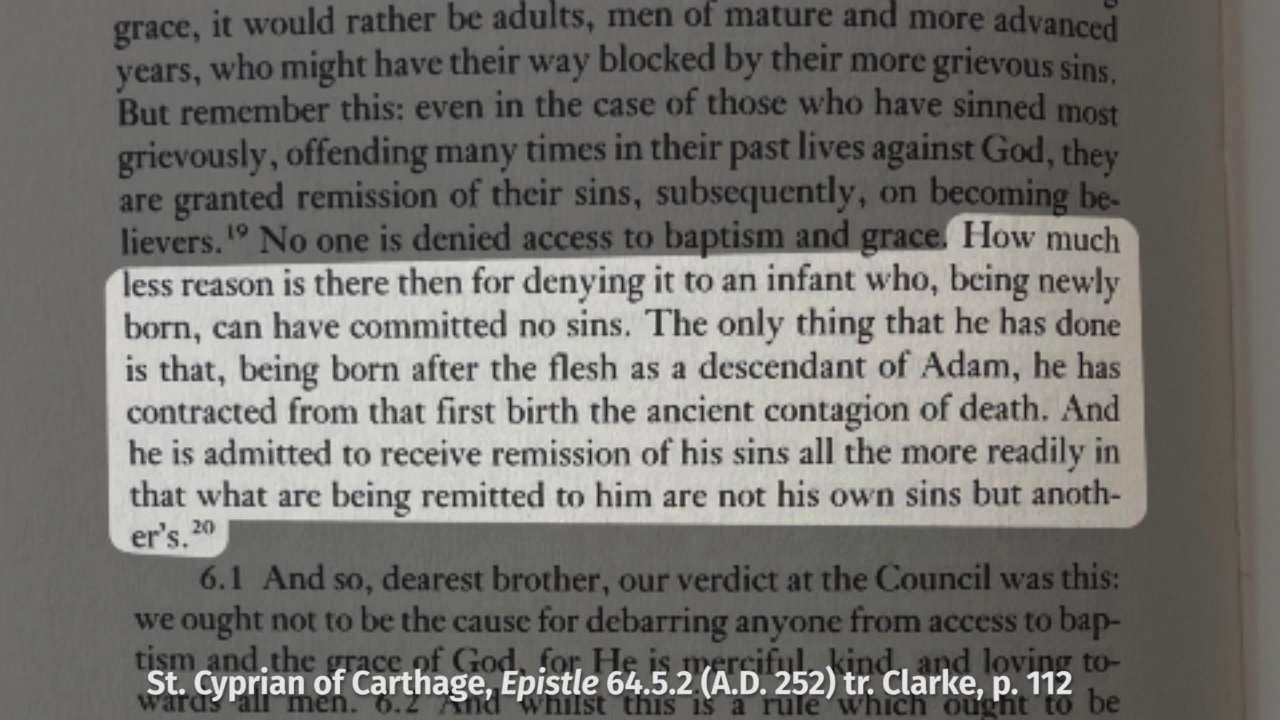 grace, it would rather be adults, men of mature and more advanced
years, who might have their way blocked by their more grievous sins.
But remember this: even in the case of those who have sinned most
grievously, offending many times in their past lives against God, they
are granted remission of their sins, subsequently, on becoming be-
lievers.¹⁹ No one is denied access to baptism and grace. How much
less reason is there then for denying it to an infant who, being newly
born, can have committed no sins. The only thing that he has done
is that, being born after the flesh as a descendant of Adam, he has
contracted from that first birth the ancient contagion of death. And
he is admitted to receive remission of his sins all the more readily in
that what are being remitted to him are not his own sins but anoth-
er's.²⁰
6.1 And so, dearest brother, our verdict at the Council was this:
we ought not to be the cause for debarring anyone from access to bap-
tism and the grace of God, for He is merciful, kind, and loving to-
wards all men. 6.2 And whilst this is a rule which ought to be
St. Cyprian of Carthage, Epistle 64.5.2 (A.D. 252) tr. Clarke, p. 112